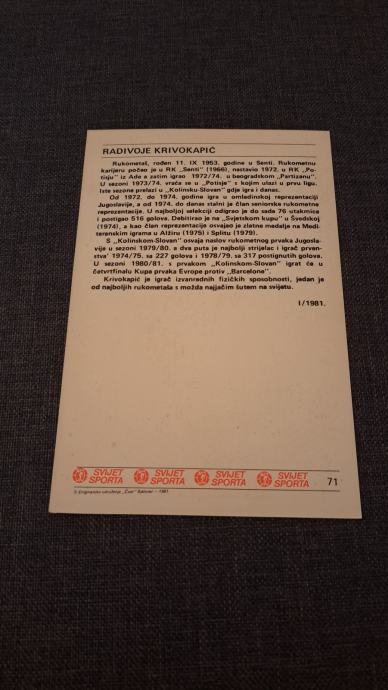 RADIVOJE KRIVOKAPIĆ
Rukometaš, rođen 11. IX 1953. godine u Senti. Rukometnu
karijeru počeo je u RK „Senti" (1966), nastavio 1972. u RK „Po-
tisju" iz Ade a zatim igrao 1972/74. u beogradskom „Partizanu".
U sezoni 1973/74. vraća se u „Potisje" s kojim ulazi u prvu ligu.
Iste sezone prelazi u „Kolinsku-Slovan" gdje igra i danas.
Od 1972. do 1974. godine igra u omladinskoj reprezentaciji
Jugoslavije, a od 1974. do danas stalni je član seniorske rukometne
reprezentacije. U najboljoj selekciji odigrao je do sada 76 utakmica
i postigao 516 golova. Debitirao je na „Svjetskom kupu" u Švedskoj
(1974), a kao član reprezentacije osvajao je zlatne medalje na Medi-
teranskim igrama u Alžiru (1975) i Splitu (1979).
S „Kolinskom-Slovan" osvaja naslov rukometnog prvaka Jugosla-
vije u sezoni 1979/80. a dva puta je najbolji strijelac i igrač prven-
stva' 1974/75. sa 227 golova i 1978/79. sa 317 postignutih golova.
U sezoni 1980/81. s prvakom „Kolinskom-Slovan" igrat će u
četvrtfinalu Kupa prvaka Evrope protiv „Barcelone".
Krivokapić je igrač izvanrednih fizičkih sposobnosti, jedan je
od najboljih rukometaša s možda najjačim šutem na svijetu.
I/1981.
SVIJET SPORTA SVIJET SPORTA SVIJET SPORTA SVIJET SPORTA 71
© Enigmatsko udruženje „Čvor" Bjelovar – 1981.